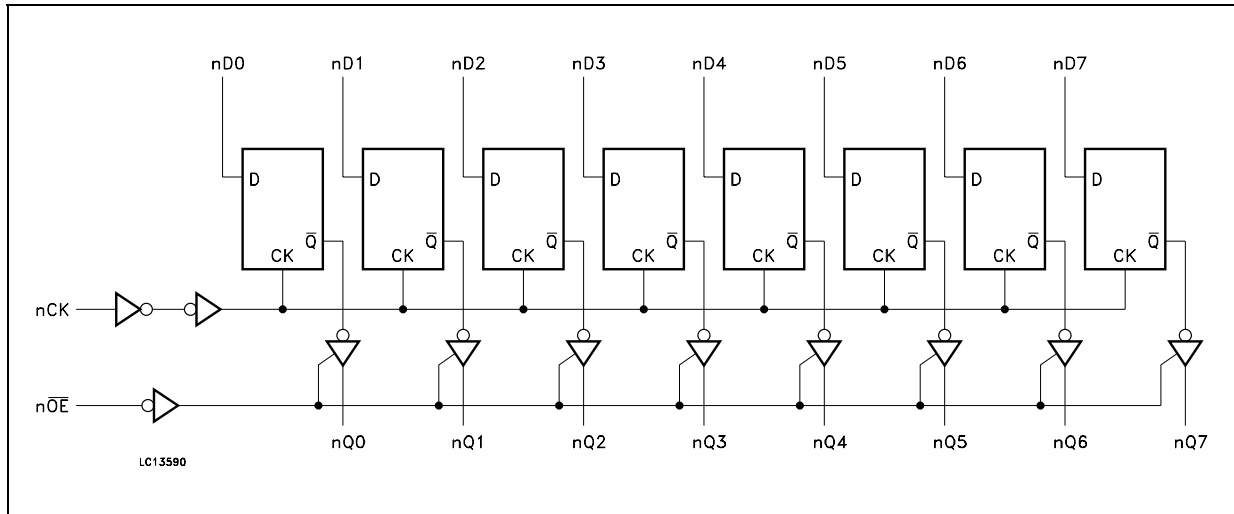 nD0 nD1 nD2 nD3 nD4 nD5 nD6 nD7
D D D D D D D D
Q̅ Q̅ Q̅ Q̅ Q̅ Q̅ Q̅ Q̅
CK CK CK CK CK CK CK CK
nCK
nO̅E̅
nQ0 nQ1 nQ2 nQ3 nQ4 nQ5 nQ6 nQ7
LC13590